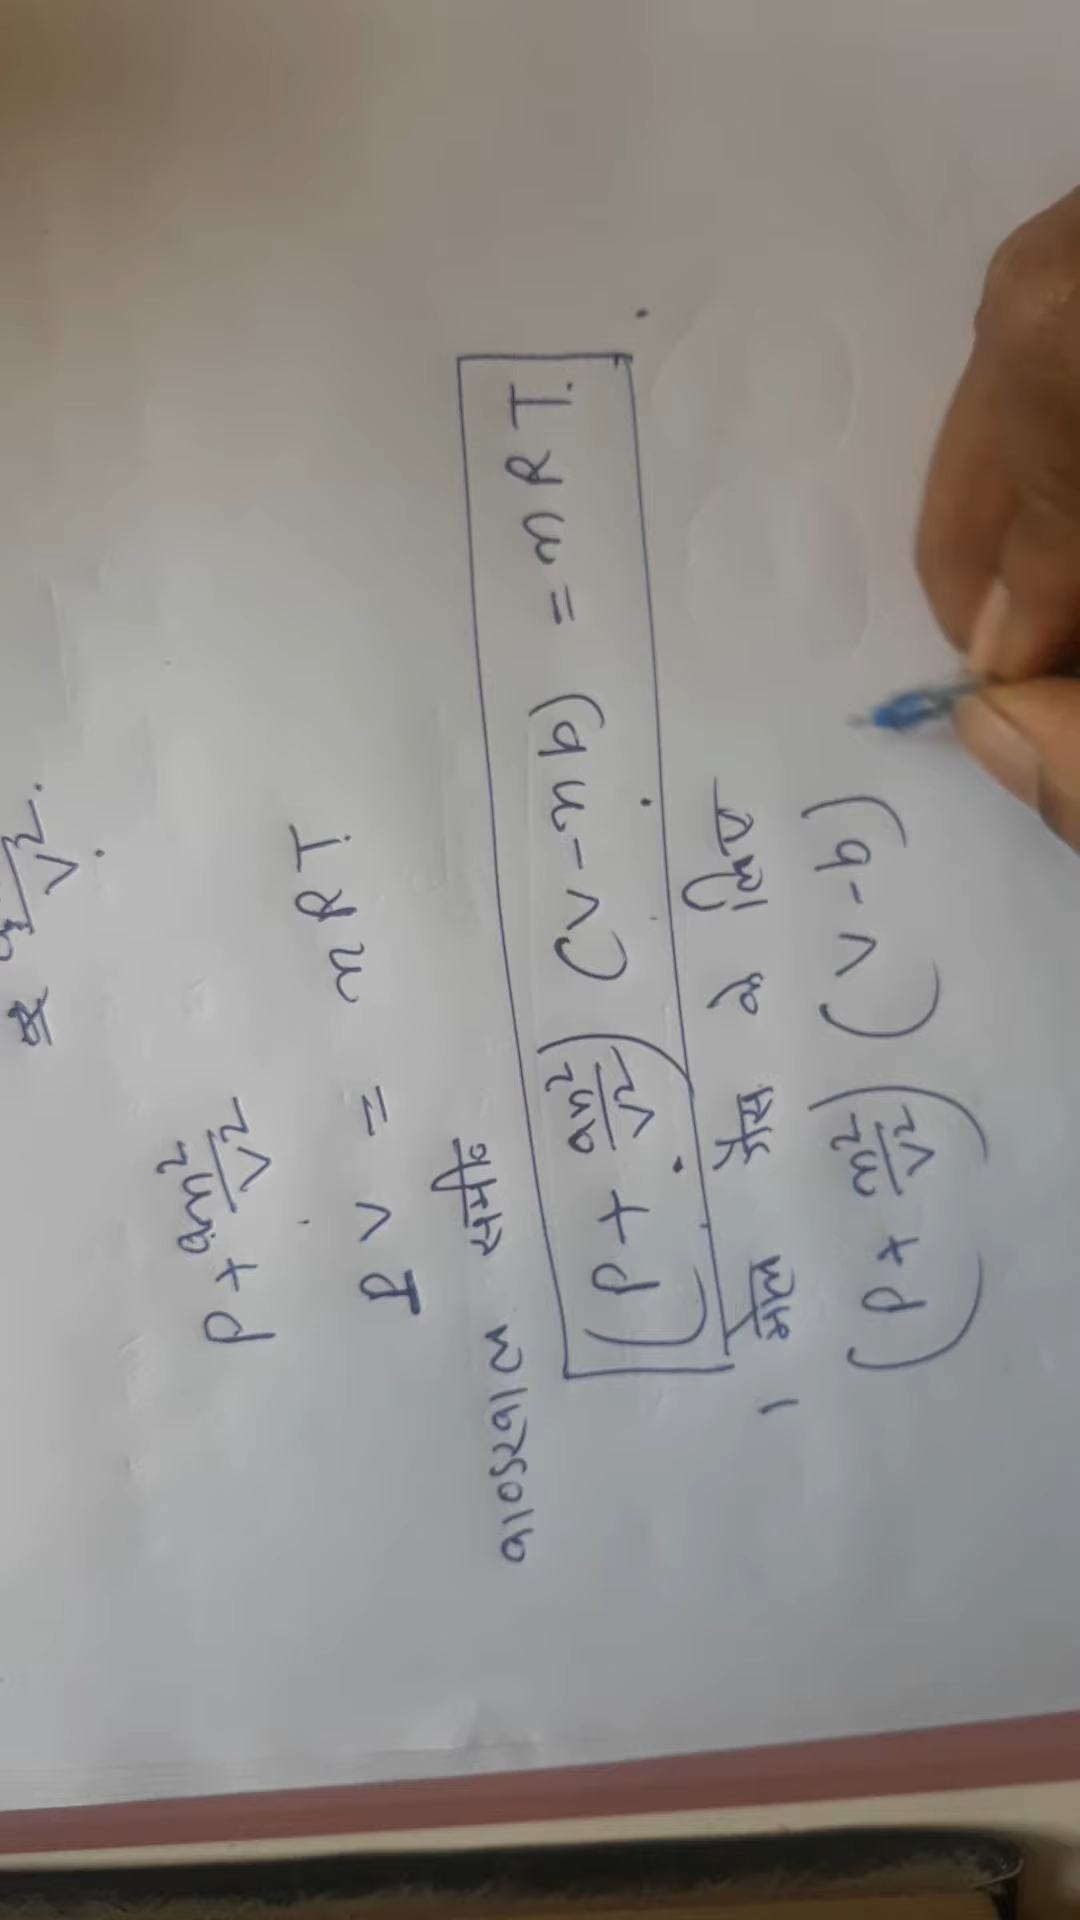 α a/V².
P + an²/V²
PV = nRT.
वाण्डरवाल समी०
(P + an²/V²) (V - nb) = nRT.
1 मोल गैस के लिए
(P + n²/V²) (V - b)